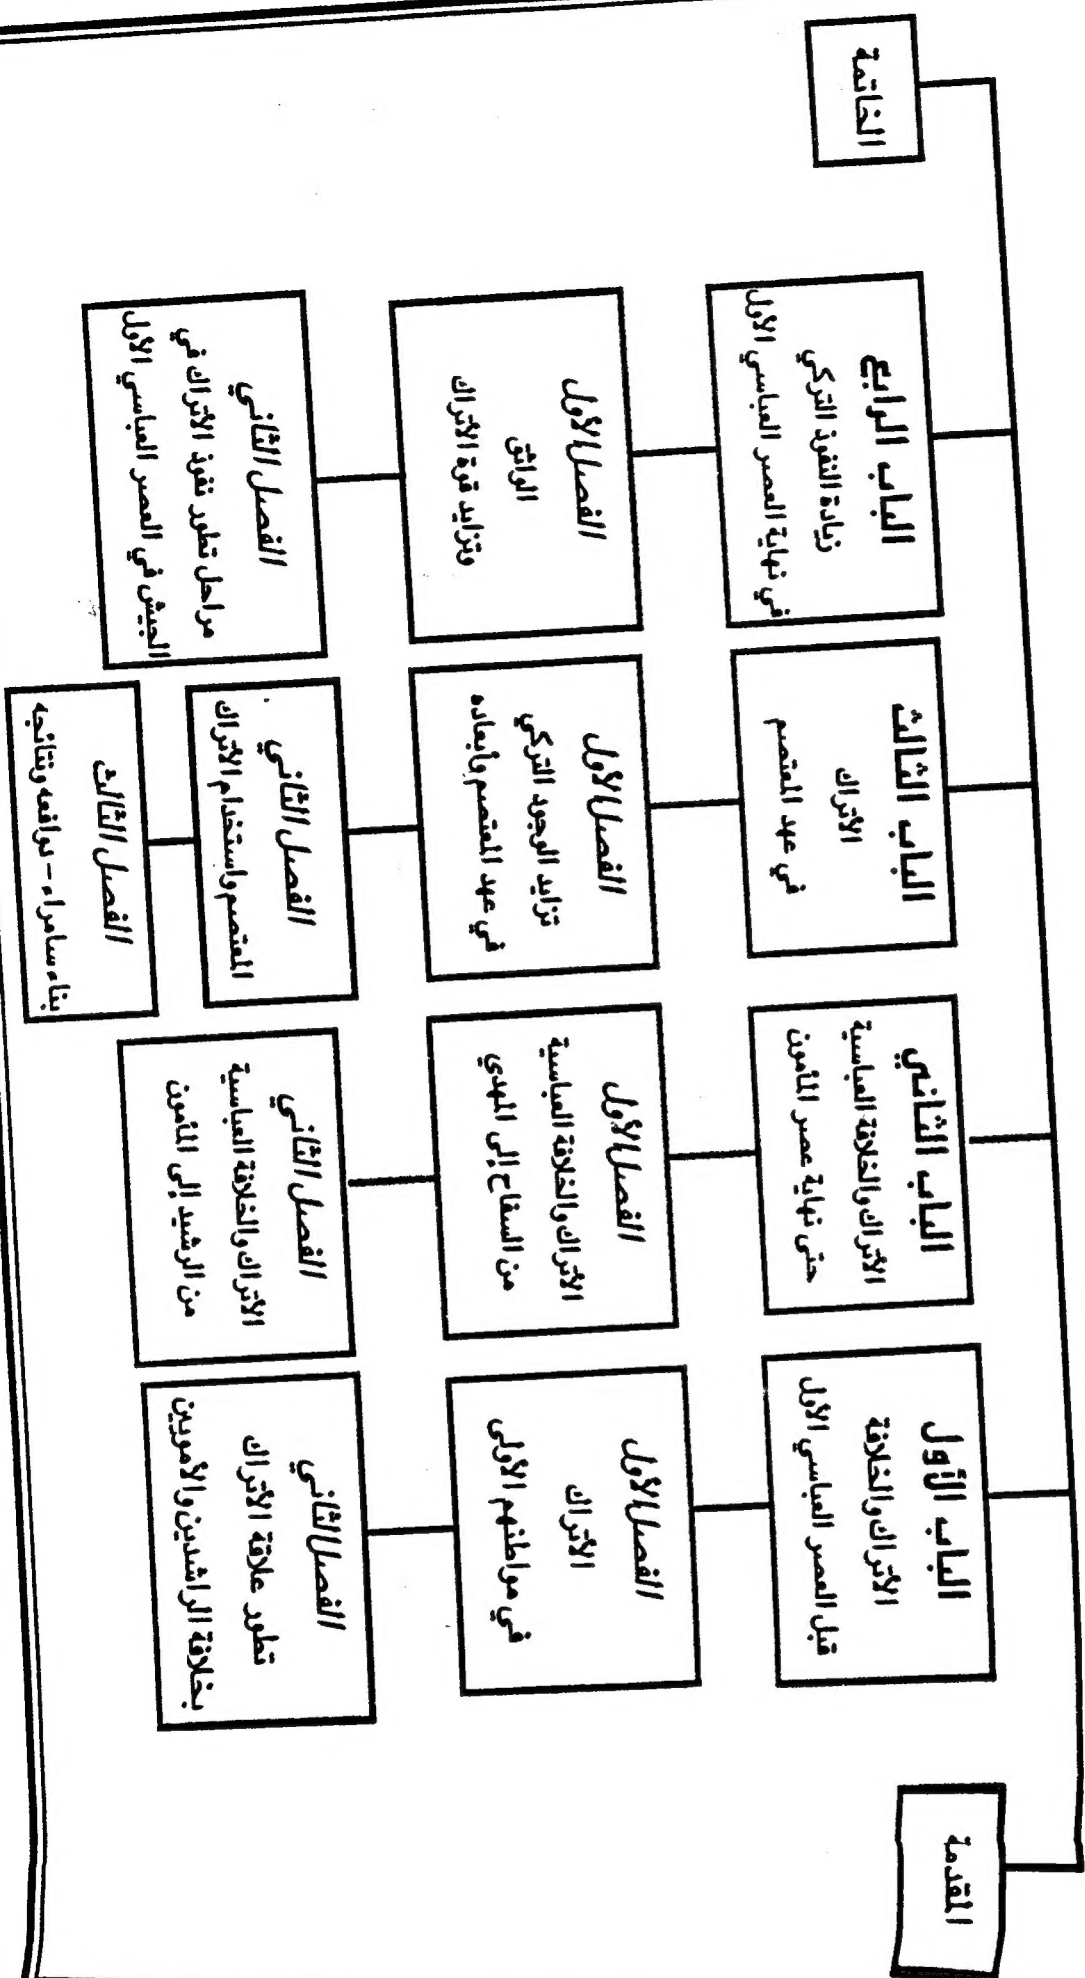 المقدمة
الباب الأول
الأتراك والخلافة
قبل العصر العباسي الأول
الفصل الأول
الأتراك
في مواطنهم الأولى
الفصل الثاني
تطور علاقة الأتراك
بخلافة الراشدين والأمويين
الباب الثاني
الأتراك والخلافة العباسية
حتى نهاية عصر المأمون
الفصل الأول
الأتراك والخلافة العباسية
من السفاح إلى المهدي
الفصل الثاني
الأتراك والخلافة العباسية
من الرشيد إلى المأمون
الباب الثالث
الأتراك
في عهد المعتصم
الفصل الأول
تزايد الوجود التركي
في عهد المعتصم وأبعاده
الفصل الثاني
المعتصم واستخدام الأتراك
الفصل الثالث
بناء سامراء - دوافعه ونتائجه
الباب الرابع
زيادة النفوذ التركي
في نهاية العصر العباسي الأول
الفصل الأول
الواثق
وتزايد قوة الأتراك
الفصل الثاني
مراحل تطور نفوذ الأتراك في
الجيش في العصر العباسي الأول
الخاتمة